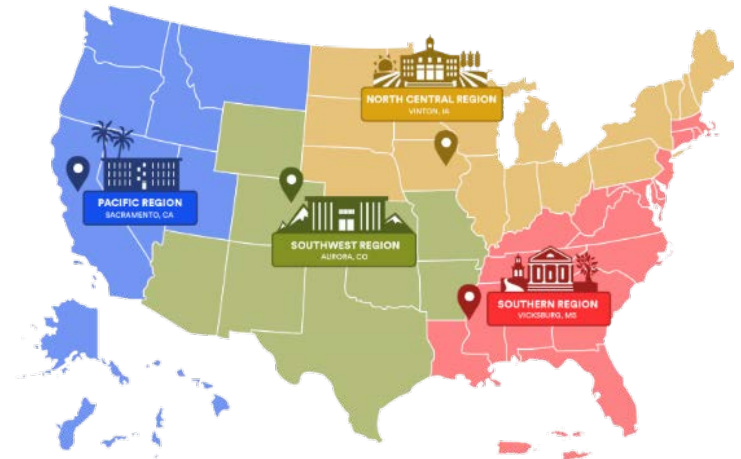 NORTH CENTRAL REGION
VINTON, IA
PACIFIC REGION
SACRAMENTO, CA
SOUTHWEST REGION
AURORA, CO
SOUTHERN REGION
VICKSBURG, MS